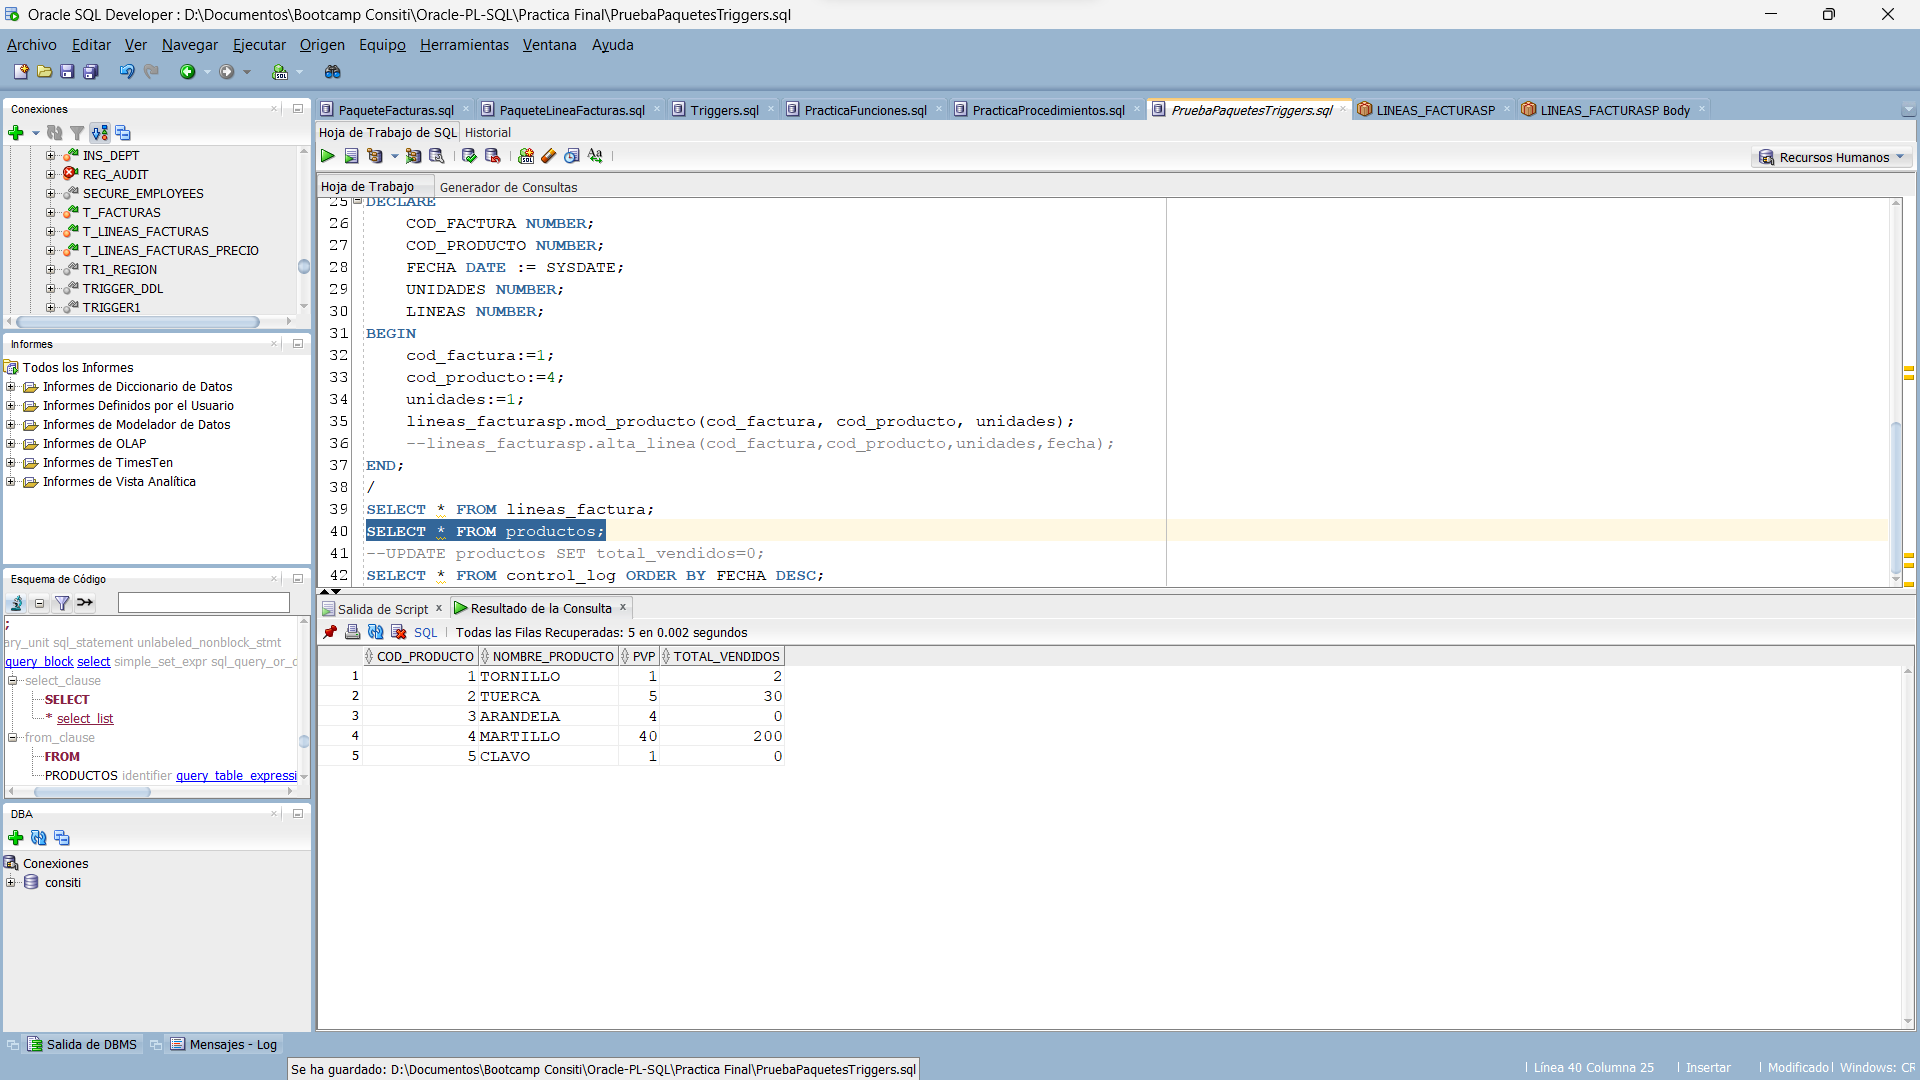 Oracle SQL Developer : D:\Documentos\Bootcamp Consiti\Oracle-PL-SQL\Practica Final\PruebaPaquetesTriggers.sql
Archivo Editar Ver Navegar Ejecutar Origen Equipo Herramientas Ventana Ayuda
Conexiones
INS_DEPT
REG_AUDIT
SECURE_EMPLOYEES
T_FACTURAS
T_LINEAS_FACTURAS
T_LINEAS_FACTURAS_PRECIO
TR1_REGION
TRIGGER_DDL
TRIGGER1
Informes
Todos los Informes
Informes de Diccionario de Datos
Informes Definidos por el Usuario
Informes de Modelador de Datos
Informes de OLAP
Informes de TimesTen
Informes de Vista Analítica
Esquema de Código
;
ary_unit sql_statement unlabeled_nonblock_stmt
query_block select simple_set_expr sql_query_or_c
select_clause
SELECT
* select_list
from_clause
FROM
PRODUCTOS identifier query_table_expressi
DBA
Conexiones
consiti
PaqueteFacturas.sql PaqueteLineaFacturas.sql Triggers.sql PracticaFunciones.sql PracticaProcedimientos.sql PruebaPaquetesTriggers.sql LINEAS_FACTURASP LINEAS_FACTURASP Body
Hoja de Trabajo de SQL Historial
Recursos Humanos
Hoja de Trabajo Generador de Consultas
25 DECLARE
26 COD_FACTURA NUMBER;
27 COD_PRODUCTO NUMBER;
28 FECHA DATE := SYSDATE;
29 UNIDADES NUMBER;
30 LINEAS NUMBER;
31 BEGIN
32 cod_factura:=1;
33 cod_producto:=4;
34 unidades:=1;
35 lineas_facturasp.mod_producto(cod_factura, cod_producto, unidades);
36 --lineas_facturasp.alta_linea(cod_factura,cod_producto,unidades,fecha);
37 END;
38 /
39 SELECT * FROM lineas_factura;
40 SELECT * FROM productos;
41 --UPDATE productos SET total_vendidos=0;
42 SELECT * FROM control_log ORDER BY FECHA DESC;
Salida de Script Resultado de la Consulta
SQL Todas las Filas Recuperadas: 5 en 0.002 segundos
COD_PRODUCTO NOMBRE_PRODUCTO PVP TOTAL_VENDIDOS
1 1 TORNILLO 1 2
2 2 TUERCA 5 30
3 3 ARANDELA 4 0
4 4 MARTILLO 40 200
5 5 CLAVO 1 0
Salida de DBMS Mensajes - Log
Se ha guardado: D:\Documentos\Bootcamp Consiti\Oracle-PL-SQL\Practica Final\PruebaPaquetesTriggers.sql
Línea 40 Columna 25 Insertar Modificado Windows: CR